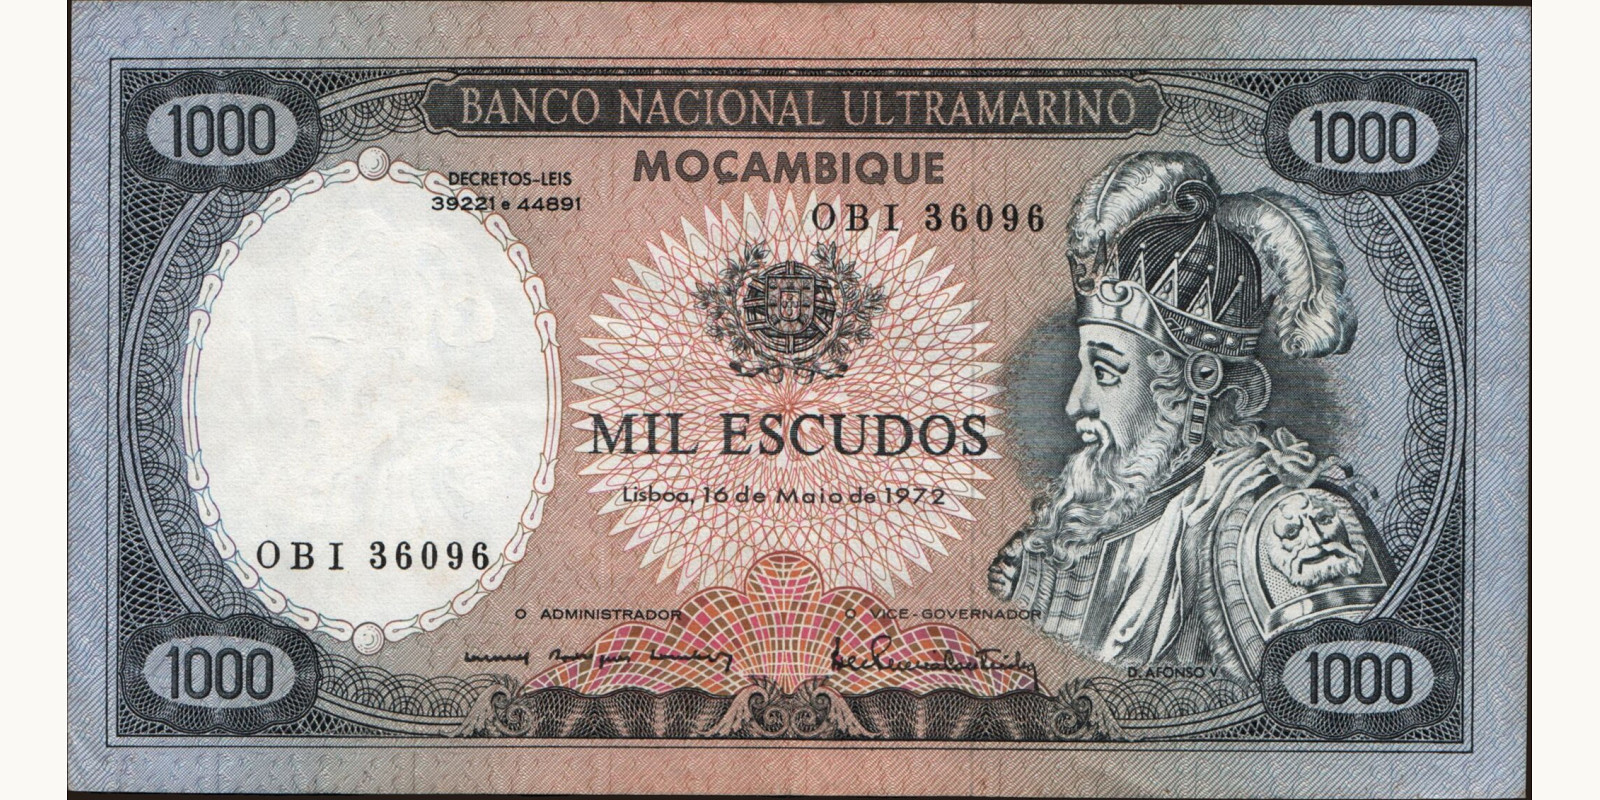 1000
BANCO NACIONAL ULTRAMARINO
1000
MOÇAMBIQUE
DECRETOS-LEIS
39221 e 44891
OBI 36096
MIL ESCUDOS
Lisboa, 16 de Maio de 1972
OBI 36096
O ADMINISTRADOR
O VICE-GOVERNADOR
D. AFONSO V
1000
1000